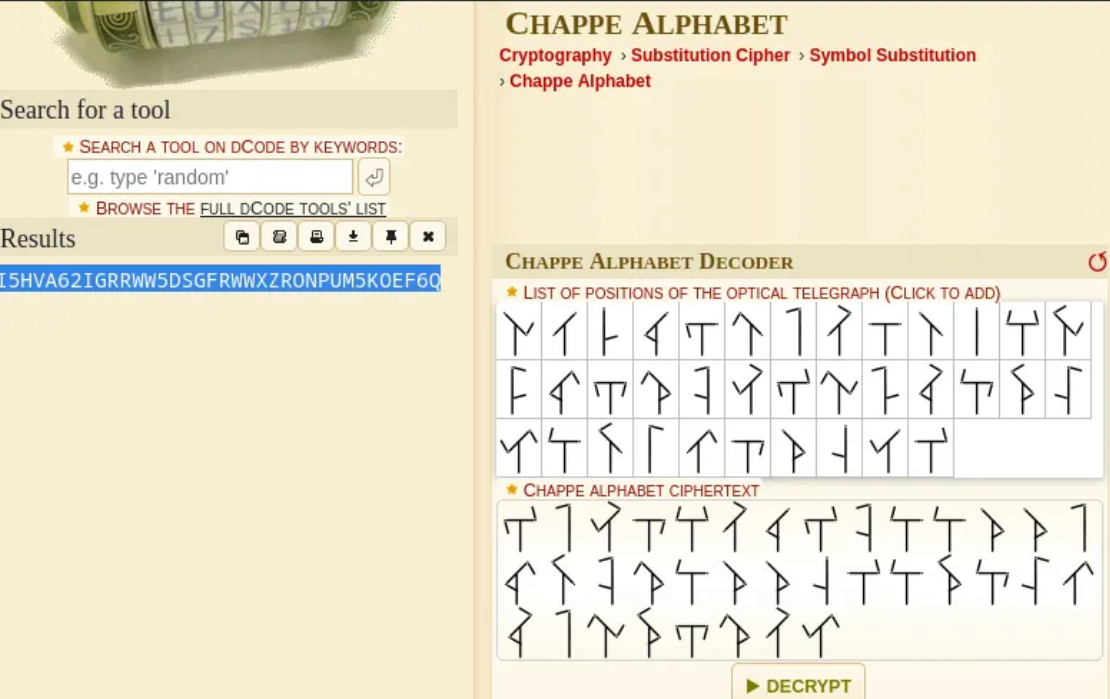 CHAPPE ALPHABET
Cryptography › Substitution Cipher › Symbol Substitution
› Chappe Alphabet
Search for a tool
SEARCH A TOOL ON DCODE BY KEYWORDS:
e.g. type 'random'
BROWSE THE FULL DCODE TOOLS' LIST
Results
I5HVA62IGRRWW5DSGFRWWXZRONPUM5KOEF6Q
CHAPPE ALPHABET DECODER
LIST OF POSITIONS OF THE OPTICAL TELEGRAPH (CLICK TO ADD)
CHAPPE ALPHABET CIPHERTEXT
▶ DECRYPT